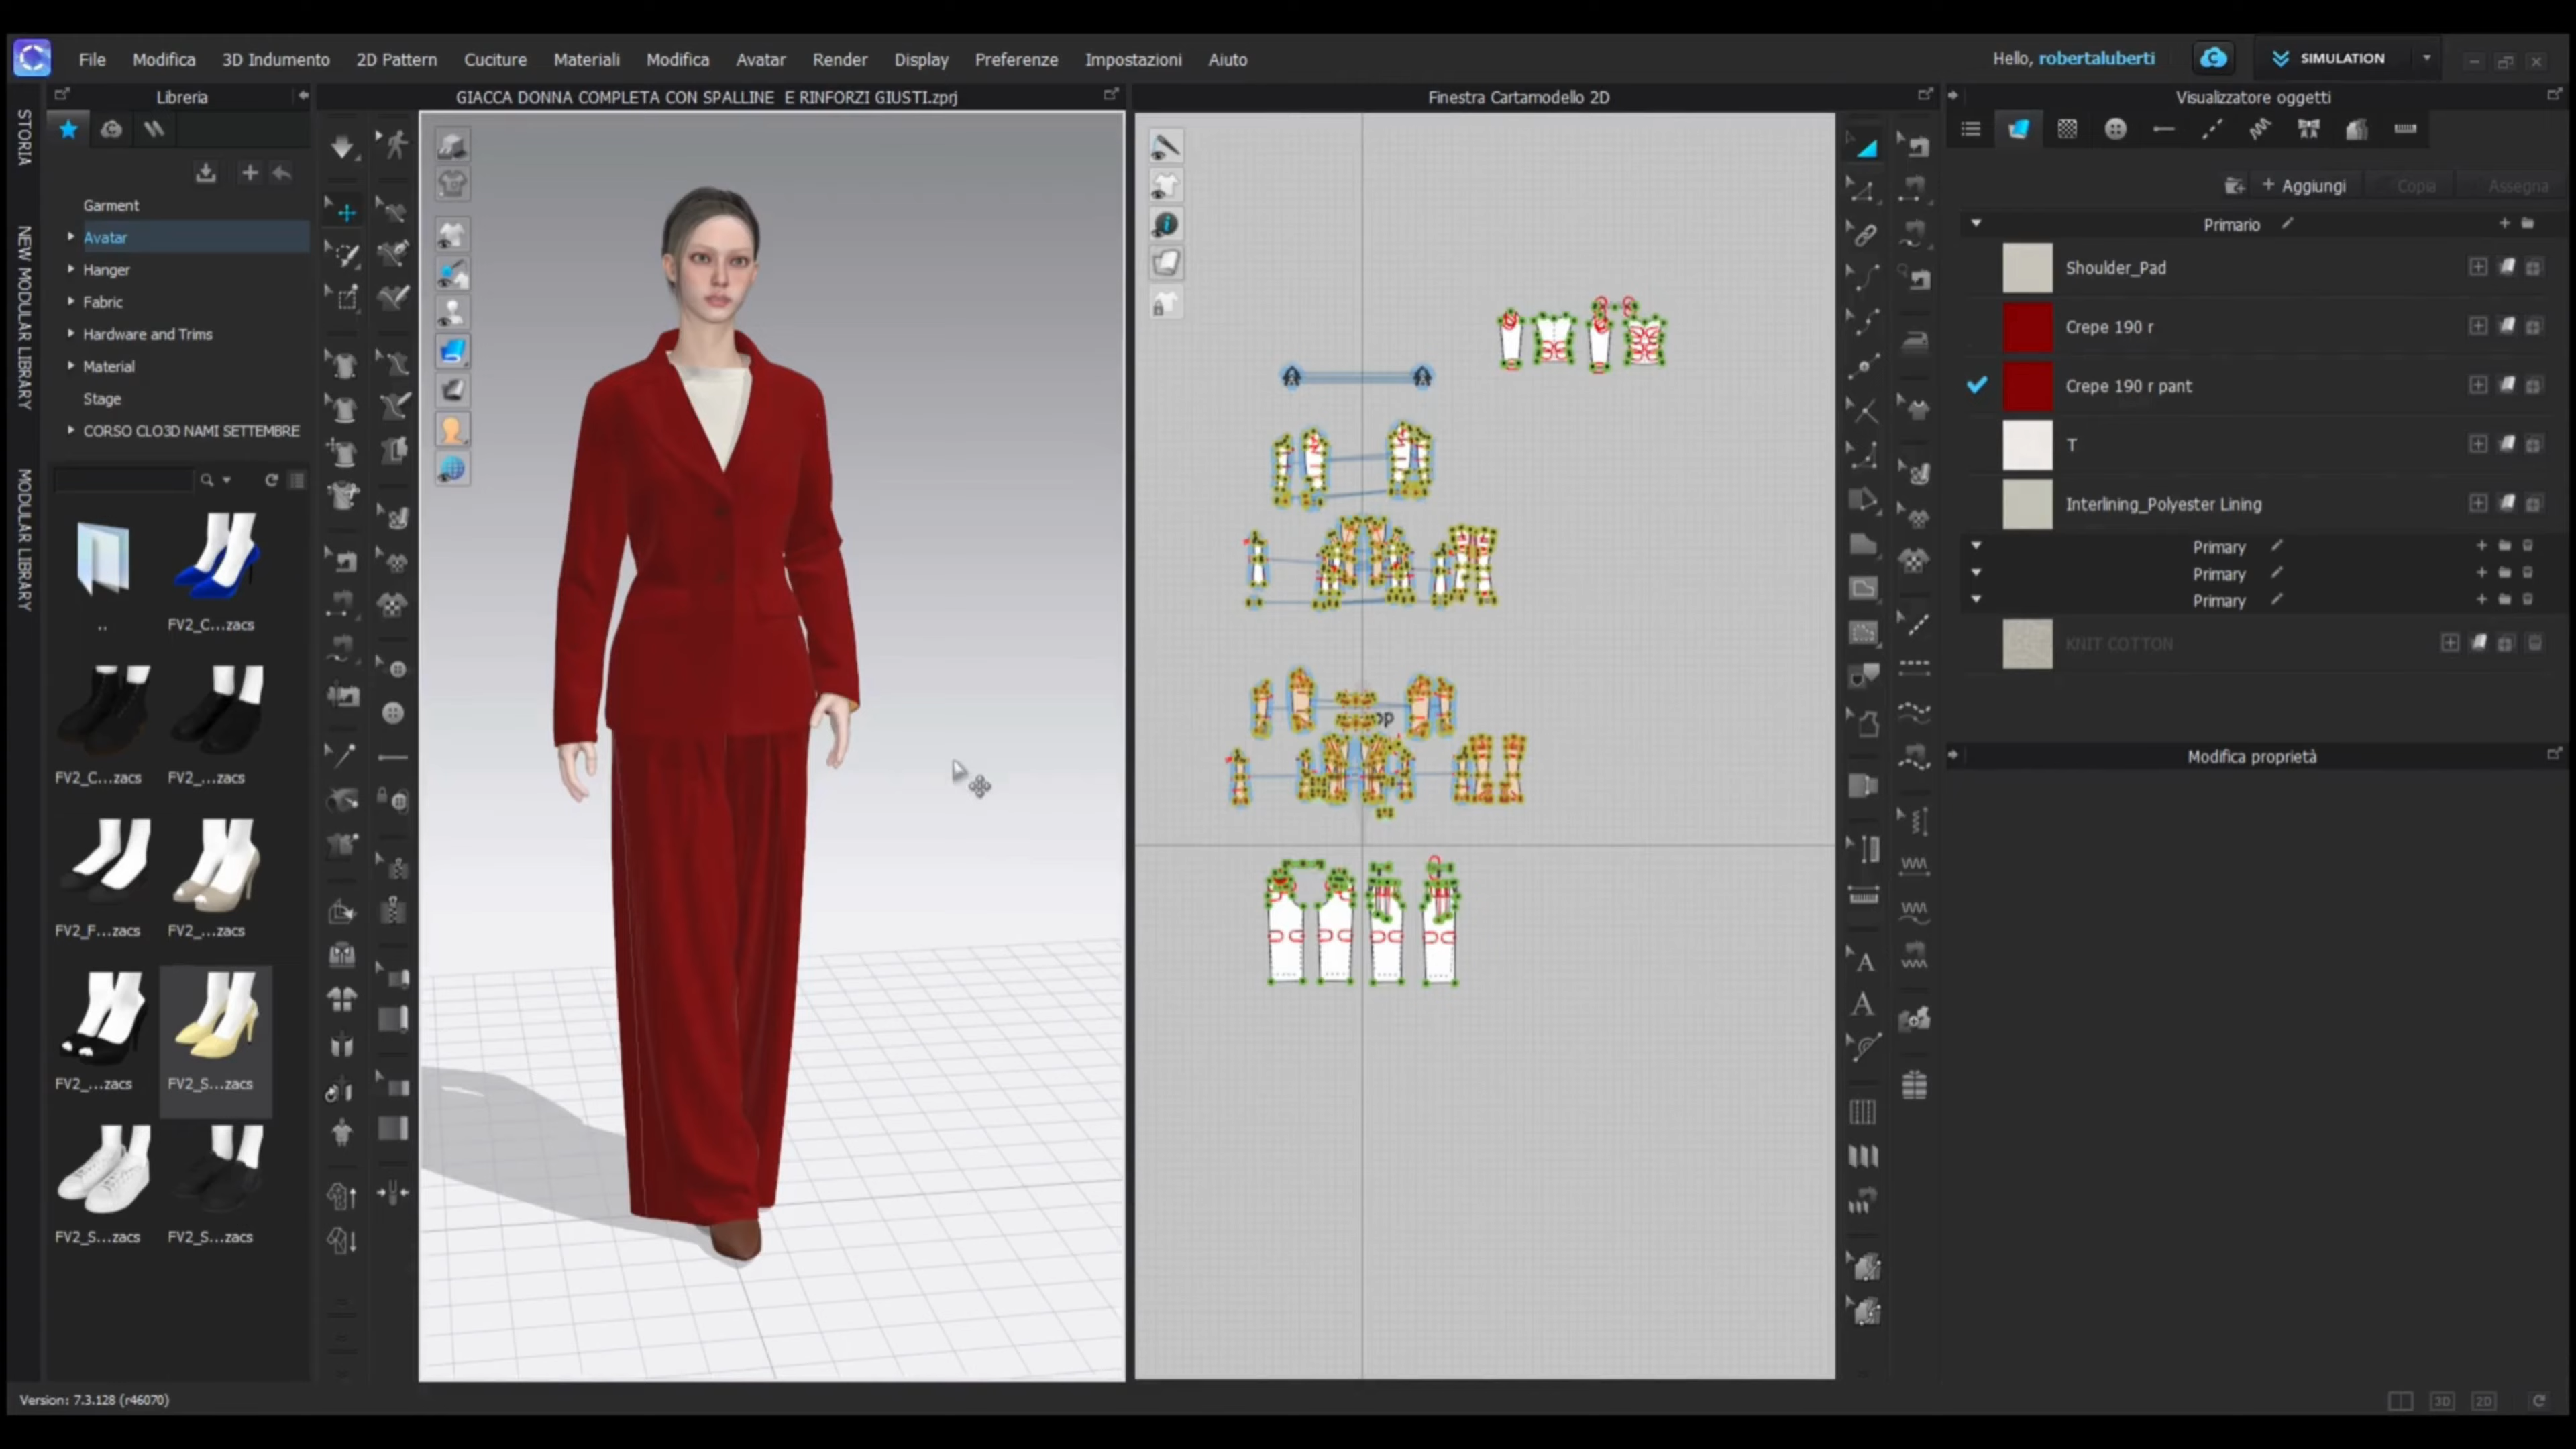 File Modifica 3D Indumento 2D Pattern Cuciture Materiali Modifica Avatar Render Display Preferenze Impostazioni Aiuto
Hello, robertaluberti
SIMULATION
Libreria
GIACCA DONNA COMPLETA CON SPALLINE E RINFORZI GIUSTI.zprj
Finestra Cartamodello 2D
Visualizzatore oggetti
STORIA
NEW MODULAR LIBRARY
MODULAR LIBRARY
Garment
Avatar
Hanger
Fabric
Hardware and Trims
Material
Stage
CORSO CLO3D NAMI SETTEMBRE
..
FV2_C...zacs
FV2_C...zacs
FV2_...zacs
FV2_F...zacs
FV2_...zacs
FV2_...zacs
FV2_S...zacs
FV2_S...zacs
FV2_S...zacs
Aggiungi Copia Assegna
Primario
Shoulder_Pad
Crepe 190 r
Crepe 190 r pant
T
Interlining_Polyester Lining
Primary
Primary
Primary
KNIT COTTON
Modifica proprietà
Version: 7.3.128 (r46070)
3D 2D